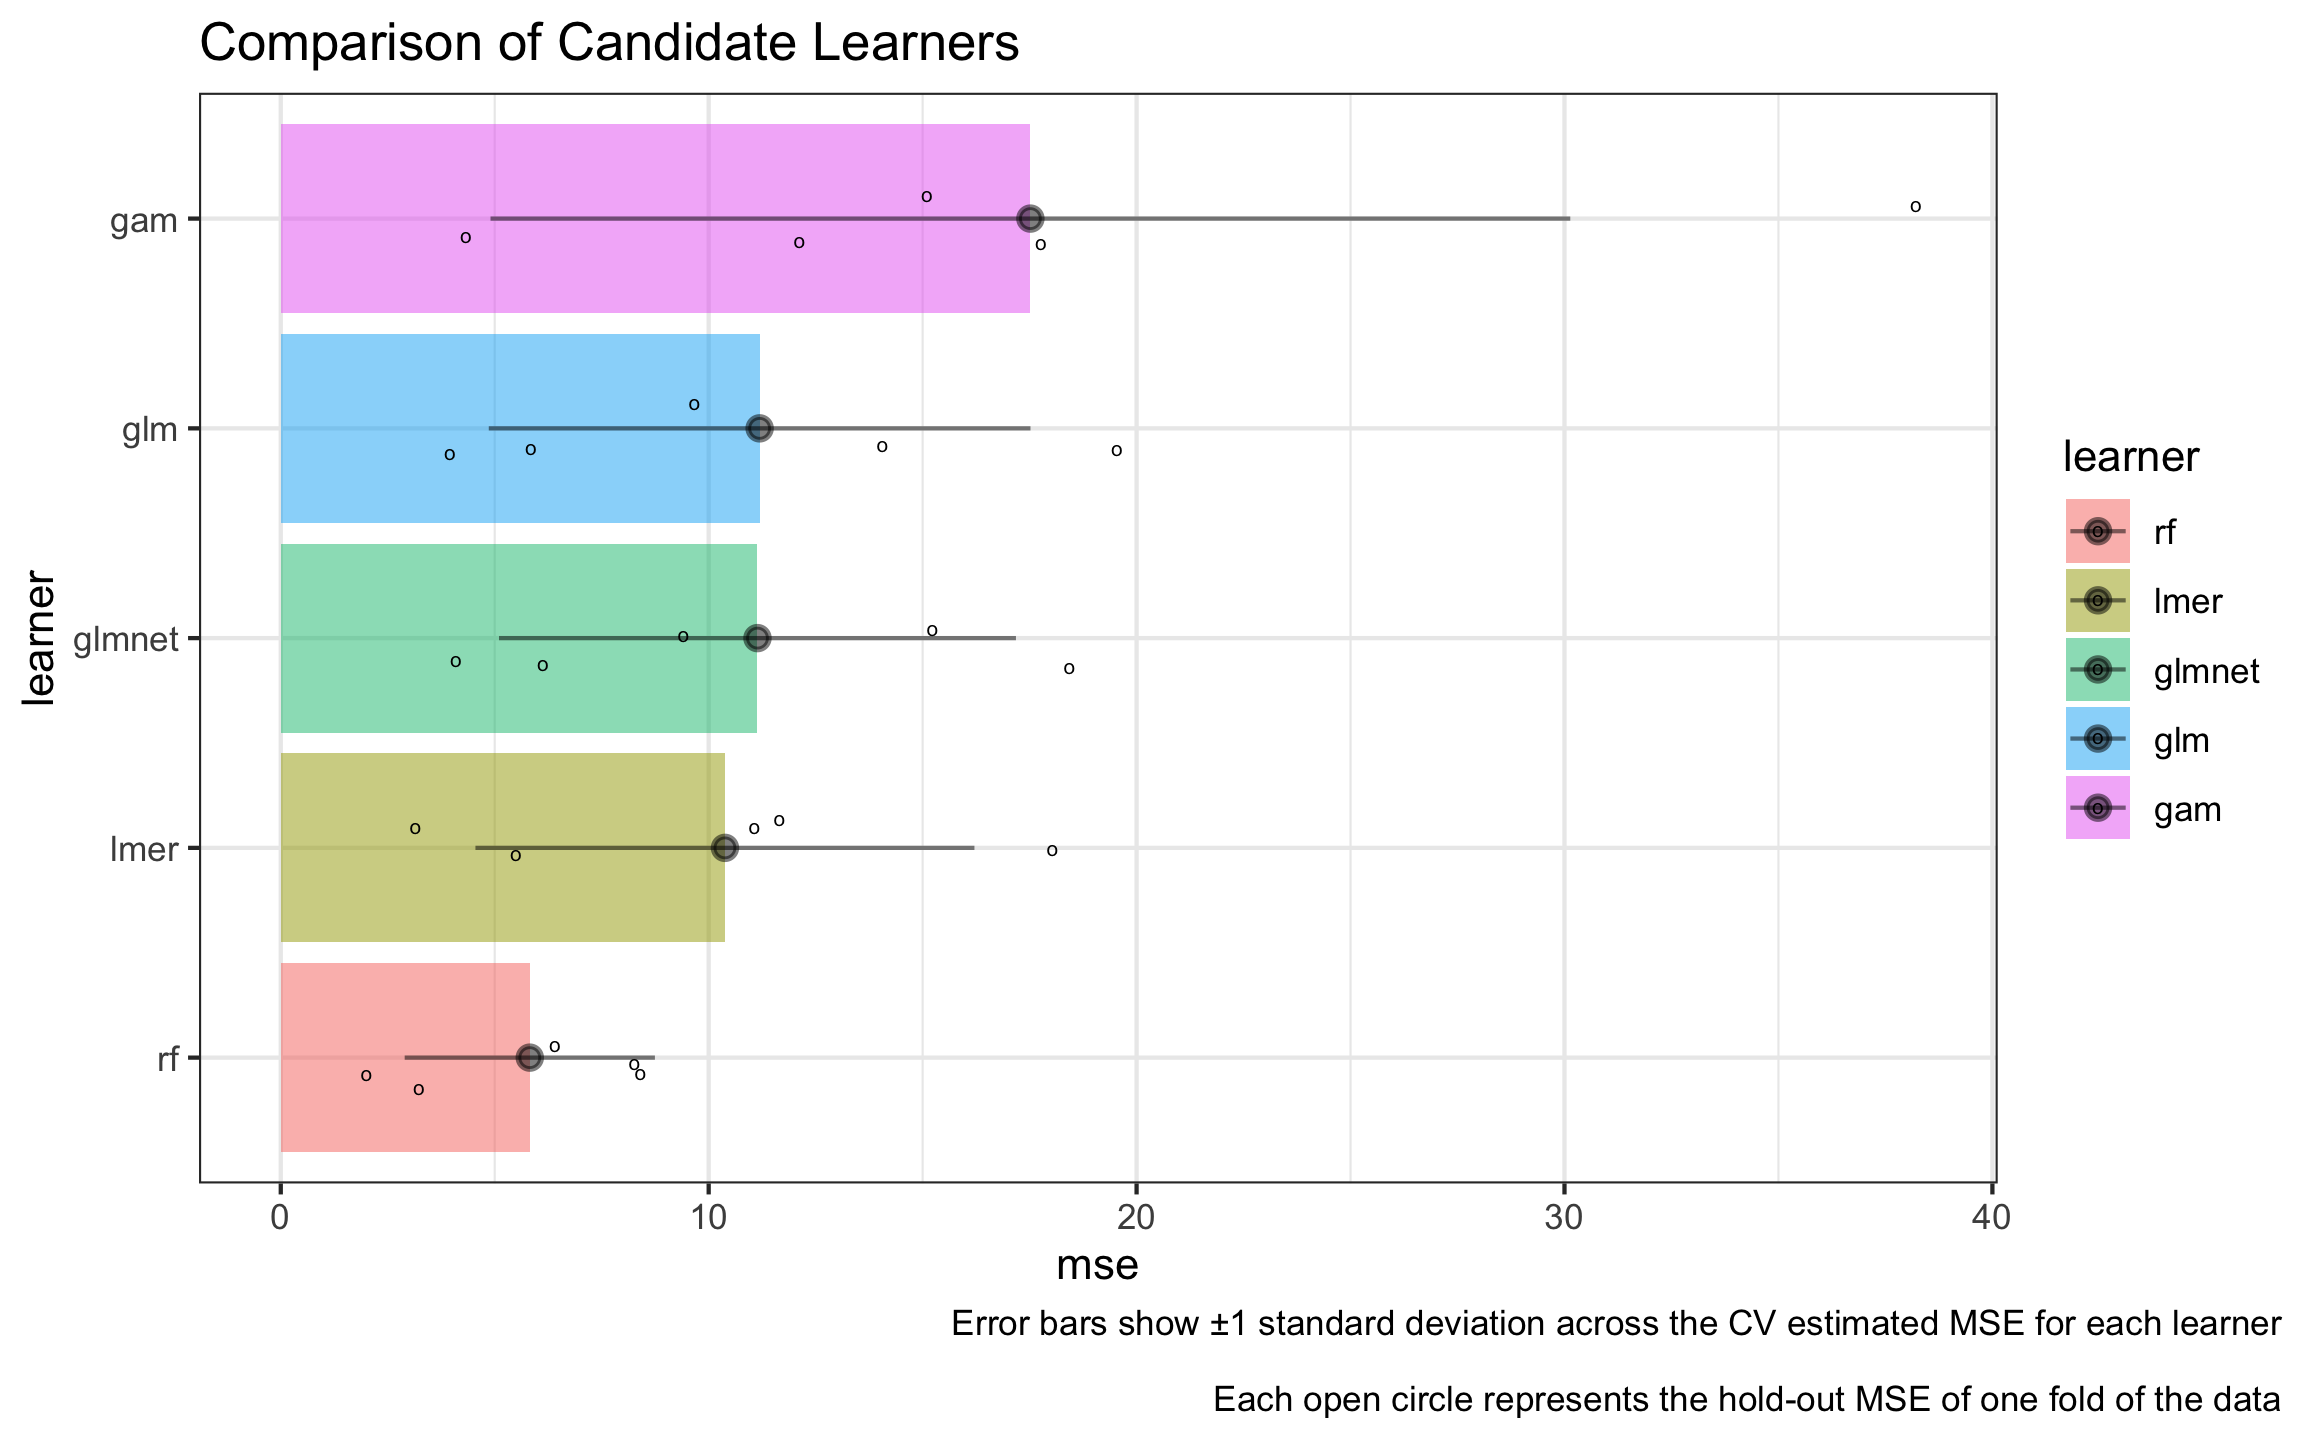 Comparison of Candidate Learners
gam
glm
glmnet
lmer
rf
learner
0 10 20 30 40
mse
learner
rf
lmer
glmnet
glm
gam
Error bars show ±1 standard deviation across the CV estimated MSE for each learner
Each open circle represents the hold-out MSE of one fold of the data